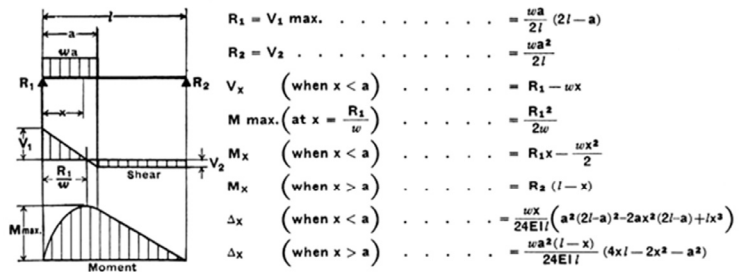 l
a
wa
R₁
R₂
x
V₁
V₂
R₁/w
Shear
M max.
Moment
R₁ = V₁ max. . . . . . . . . . = wa/2l (2l—a)
R₂ = V₂ . . . . . . . . . . = wa²/2l
Vₓ (when x < a) . . . . . = R₁ — wx
M max. (at x = R₁/w) . . . . . = R₁²/2w
Mₓ (when x < a) . . . . . = R₁x — wx²/2
Mₓ (when x > a) . . . . . = R₂ (l — x)
Δₓ (when x < a) . . . . . = wx/24EIl (a²(2l-a)²-2ax²(2l-a)+lx³)
Δₓ (when x > a) . . . . . = wa²(l — x)/24EIl (4xl — 2x² — a²)